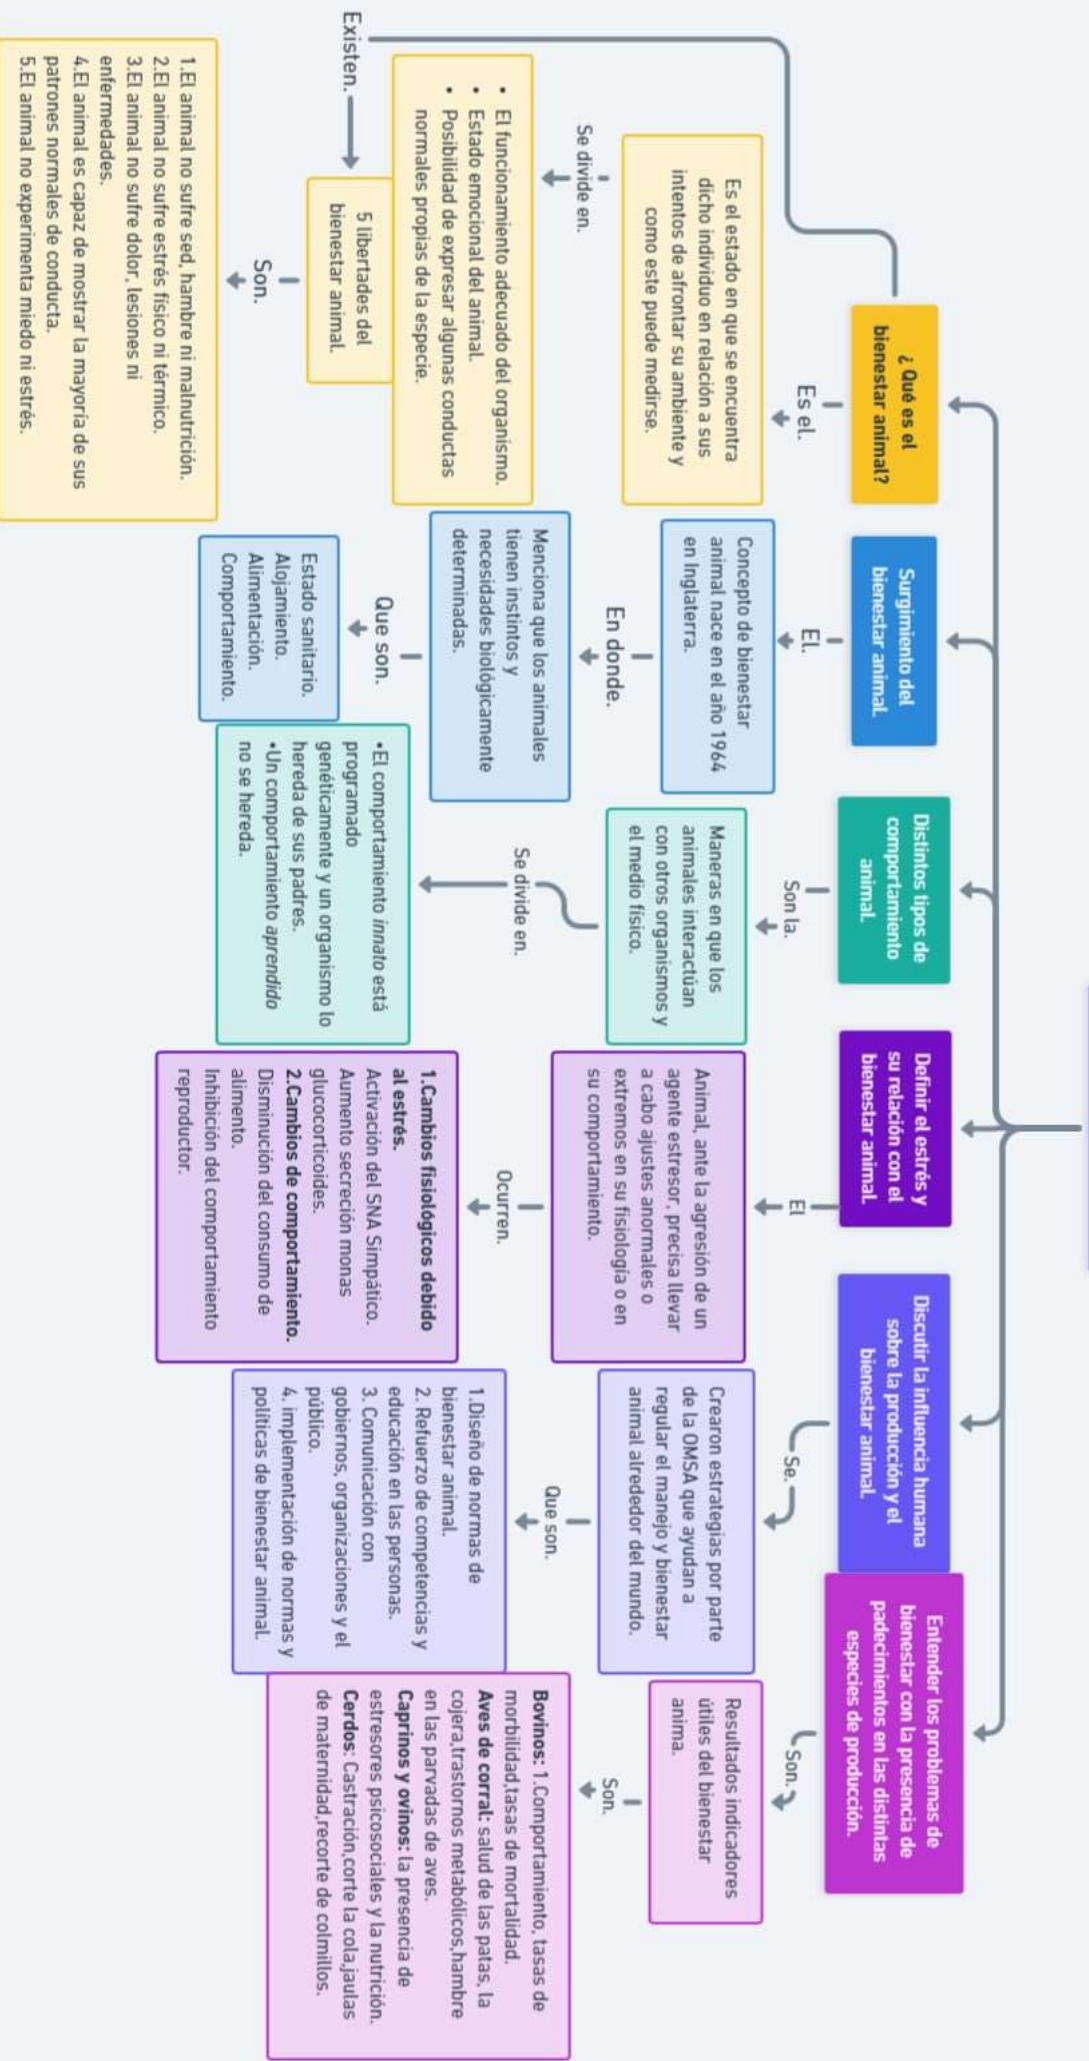 ¿ Qué es el
bienestar animal?
Es el.
Es el estado en que se encuentra
dicho individuo en relación a sus
intentos de afrontar su ambiente y
como este puede medirse.
Se divide en.
• El funcionamiento adecuado del organismo.
• Estado emocional del animal.
• Posibilidad de expresar algunas conductas
normales propias de la especie.
Existen.
5 libertades del
bienestar animal.
Son.
1.El animal no sufre sed, hambre ni malnutrición.
2.El animal no sufre estrés físico ni térmico.
3.El animal no sufre dolor, lesiones ni
enfermedades.
4.El animal es capaz de mostrar la mayoría de sus
patrones normales de conducta.
5.El animal no experimenta miedo ni estrés.
Surgimiento del
bienestar animal.
El.
Concepto de bienestar
animal nace en el año 1964
en Inglaterra.
En donde.
Menciona que los animales
tienen instintos y
necesidades biológicamente
determinadas.
Que son.
Estado sanitario.
Alojamiento.
Alimentación.
Comportamiento.
Distintos tipos de
comportamiento
animal.
Son la.
Maneras en que los
animales interactúan
con otros organismos y
el medio físico.
Se divide en.
•El comportamiento innato está
programado
genéticamente y un organismo lo
hereda de sus padres.
•Un comportamiento aprendido
no se hereda.
Definir el estrés y
su relación con el
bienestar animal.
El
Animal, ante la agresión de un
agente estresor, precisa llevar
a cabo ajustes anormales o
extremos en su fisiología o en
su comportamiento.
Ocurren.
1.Cambios fisiológicos debido
al estrés.
Activación del SNA Simpático.
Aumento secreción monas
glucocorticoides.
2.Cambios de comportamiento.
Disminución del consumo de
alimento.
Inhibición del comportamiento
reproductor.
Discutir la influencia humana
sobre la producción y el
bienestar animal.
Se.
Crearon estrategias por parte
de la OMSA que ayudan a
regular el manejo y bienestar
animal alrededor del mundo.
Que son.
1.Diseño de normas de
bienestar animal.
2. Refuerzo de competencias y
educación en las personas.
3. Comunicación con
gobiernos, organizaciones y el
público.
4. implementación de normas y
políticas de bienestar animal.
Entender los problemas de
bienestar con la presencia de
padecimientos en las distintas
especies de producción.
Son.
Resultados indicadores
útiles del bienestar
anima.
Son.
Bovinos: 1.Comportamiento, tasas de
morbilidad,tasas de mortalidad.
Aves de corral: salud de las patas, la
cojera,trastornos metabólicos,hambre
en las parvadas de aves.
Caprinos y ovinos: la presencia de
estresores psicosociales y la nutrición.
Cerdos: Castración,corte la cola,jaulas
de maternidad,recorte de colmillos.